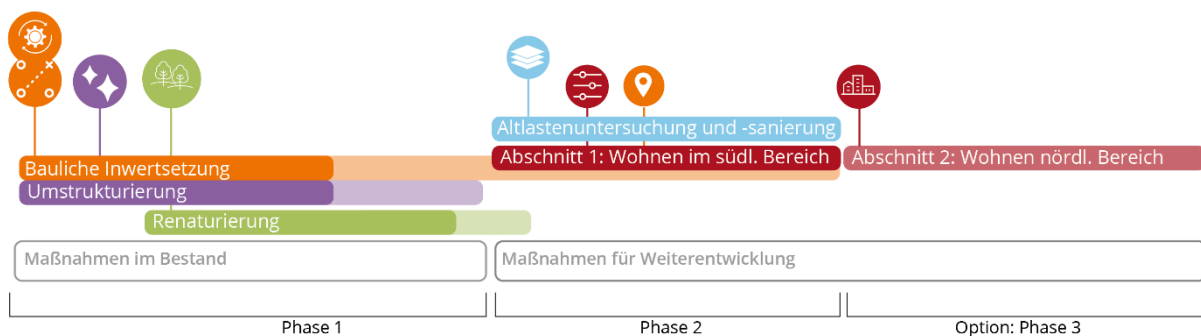 Altlastenuntersuchung und -sanierung
Bauliche Inwertsetzung
Abschnitt 1: Wohnen im südl. Bereich
Abschnitt 2: Wohnen nördl. Bereich
Umstrukturierung
Renaturierung
Maßnahmen im Bestand
Maßnahmen für Weiterentwicklung
Phase 1
Phase 2
Option: Phase 3